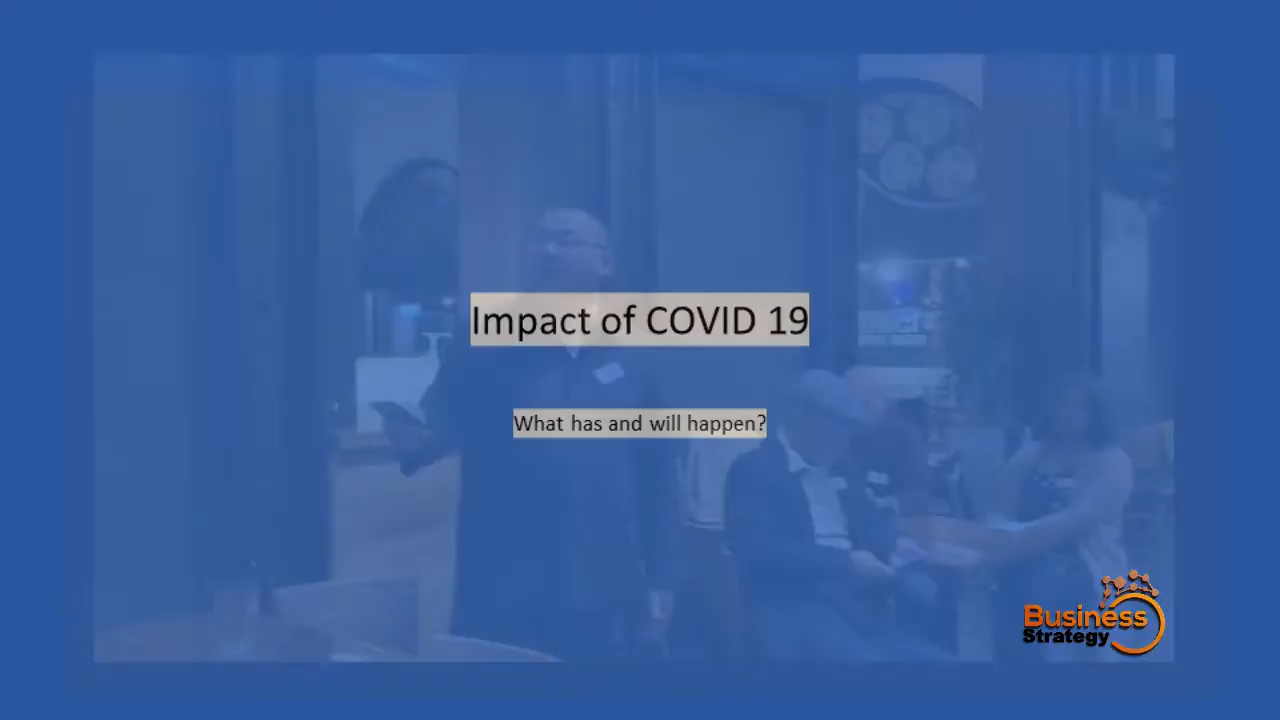 Impact of COVID 19
What has and will happen?
Business
Strategy